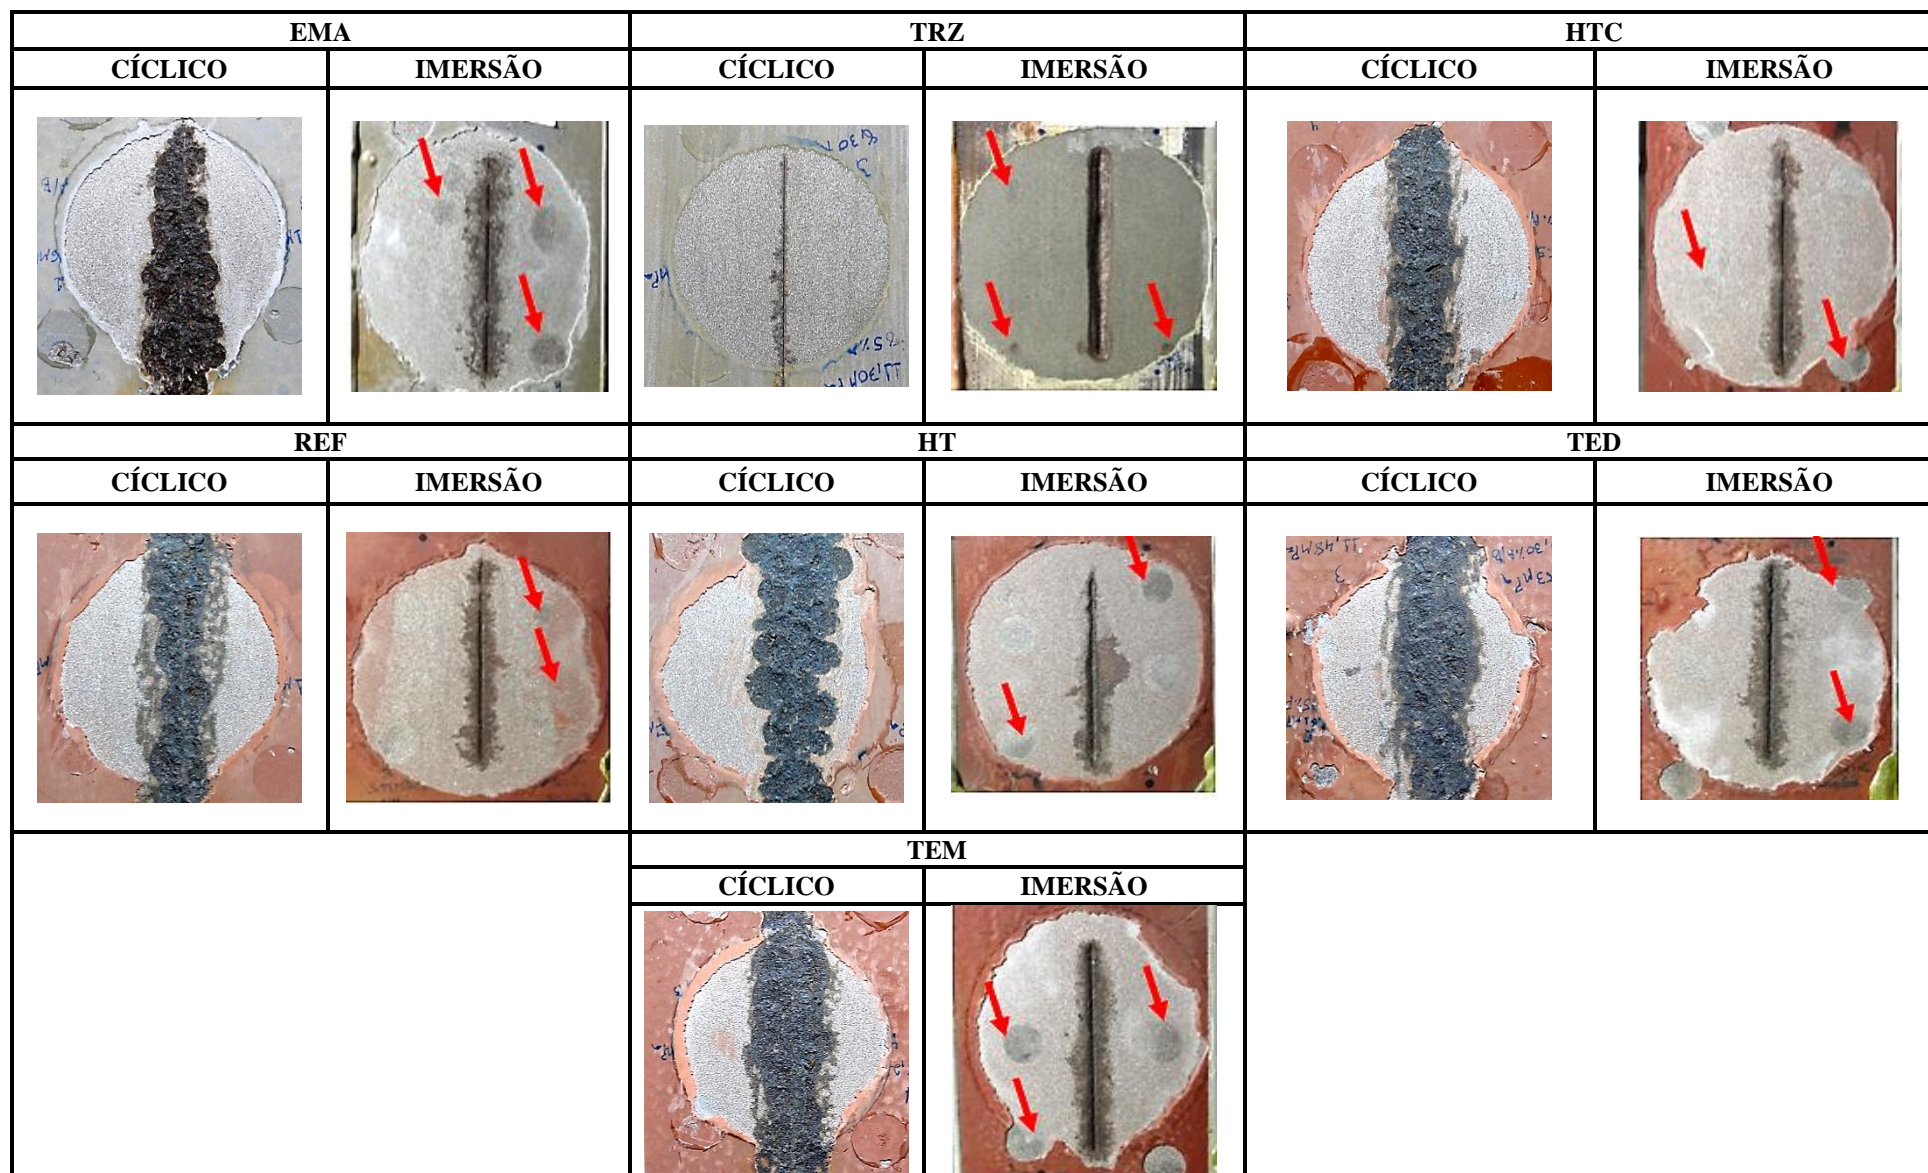 EMA TRZ HTC
CÍCLICO IMERSÃO CÍCLICO IMERSÃO CÍCLICO IMERSÃO
REF HT TED
CÍCLICO IMERSÃO CÍCLICO IMERSÃO CÍCLICO IMERSÃO
TEM
CÍCLICO IMERSÃO